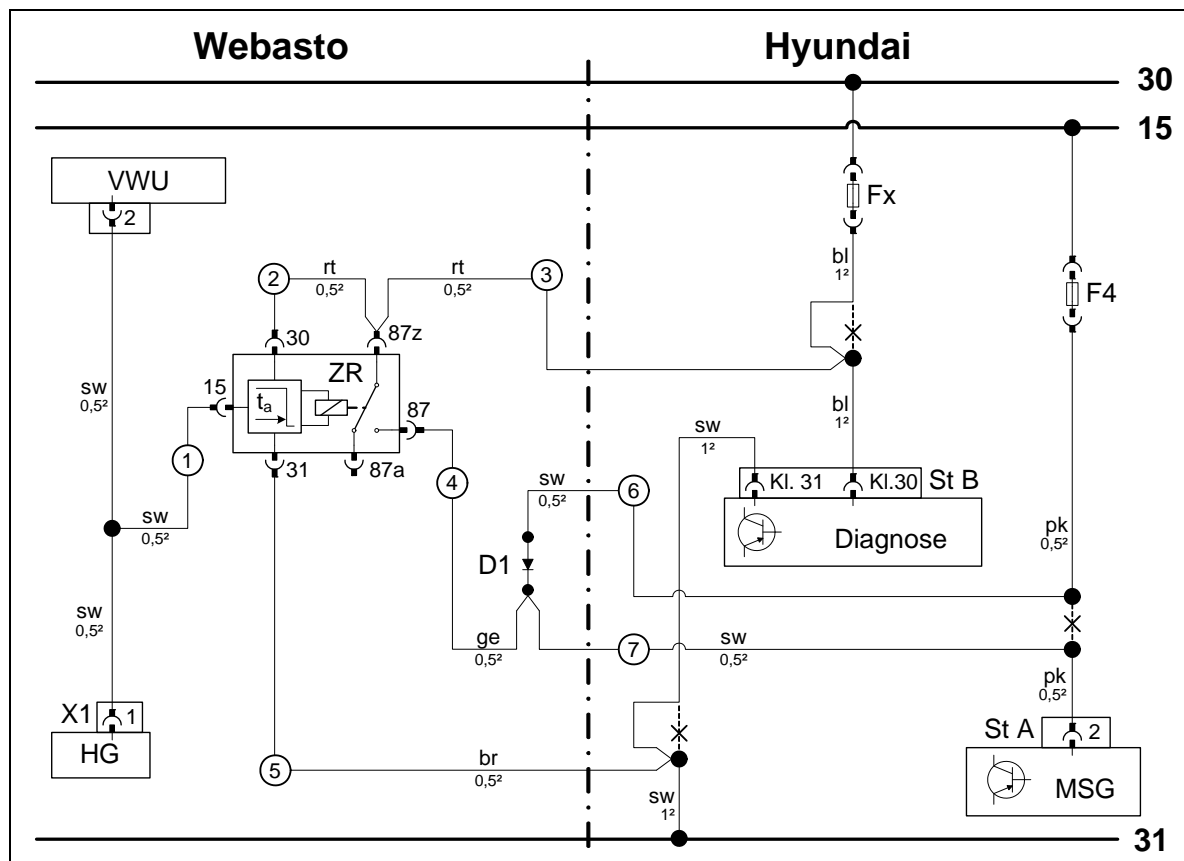 Webasto Hyundai
30
15
VWU
2
Fx
bl
1²
2 rt
0,5²
rt
0,5²
3
F4
30 87z
ZR
15
tₐ
87
31 87a
sw
0,5²
1
4
bl
1²
sw
1²
Kl. 31 Kl.30 St B
Diagnose
sw
0,5²
6
sw
0,5²
D1
pk
0,5²
sw
0,5²
ge
0,5²
7
sw
0,5²
pk
0,5²
X1 1
HG
St A 2
MSG
5
br
0,5²
sw
1²
31